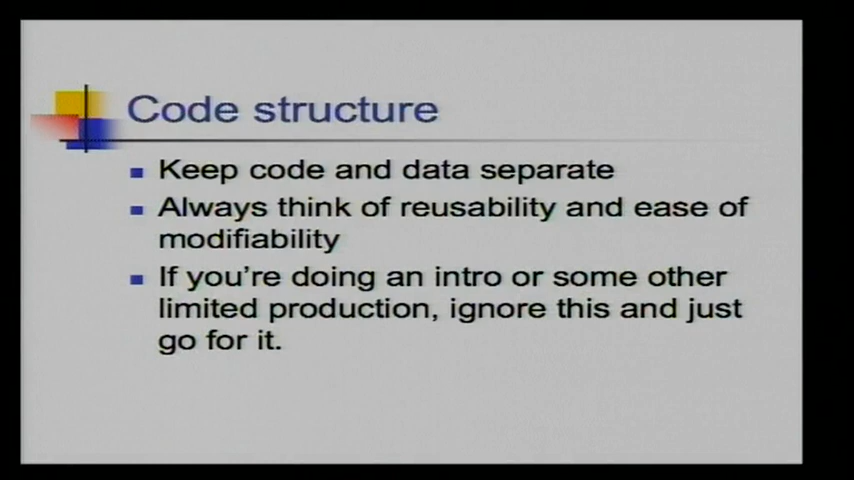 Code structure
Keep code and data separate
Always think of reusability and ease of
modifiability
If you're doing an intro or some other
limited production, ignore this and just
go for it.